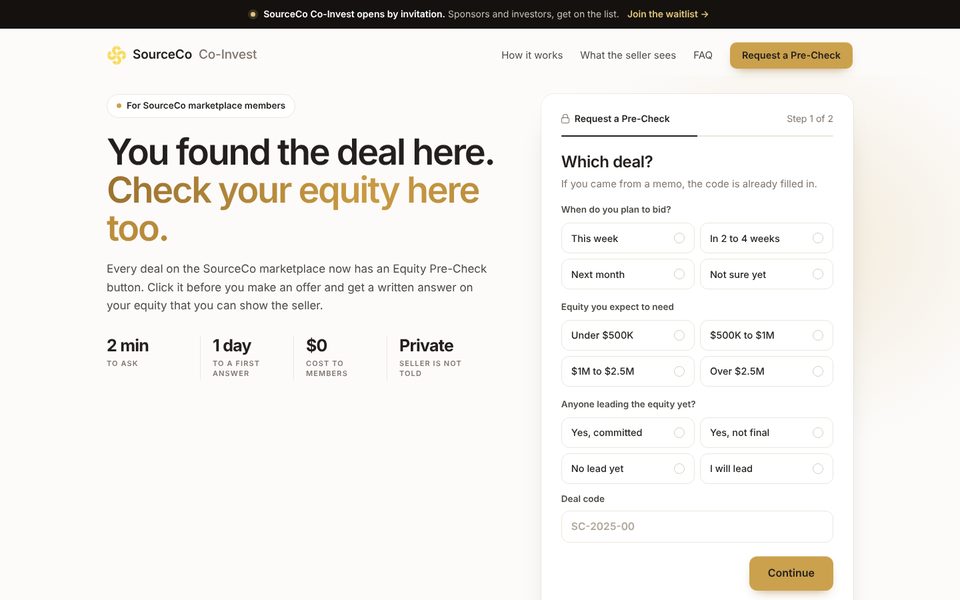 SourceCo Co-Invest opens by invitation. Sponsors and investors, get on the list. Join the waitlist →
SourceCo Co-Invest
How it works What the seller sees FAQ Request a Pre-Check
For SourceCo marketplace members
You found the deal here.
Check your equity here
too.
Every deal on the SourceCo marketplace now has an Equity Pre-Check
button. Click it before you make an offer and get a written answer on
your equity that you can show the seller.
2 min
TO ASK
1 day
TO A FIRST
ANSWER
$0
COST TO
MEMBERS
Private
SELLER IS NOT
TOLD
Request a Pre-Check Step 1 of 2
Which deal?
If you came from a memo, the code is already filled in.
When do you plan to bid?
This week In 2 to 4 weeks
Next month Not sure yet
Equity you expect to need
Under $500K $500K to $1M
$1M to $2.5M Over $2.5M
Anyone leading the equity yet?
Yes, committed Yes, not final
No lead yet I will lead
Deal code
SC-2025-00
Continue